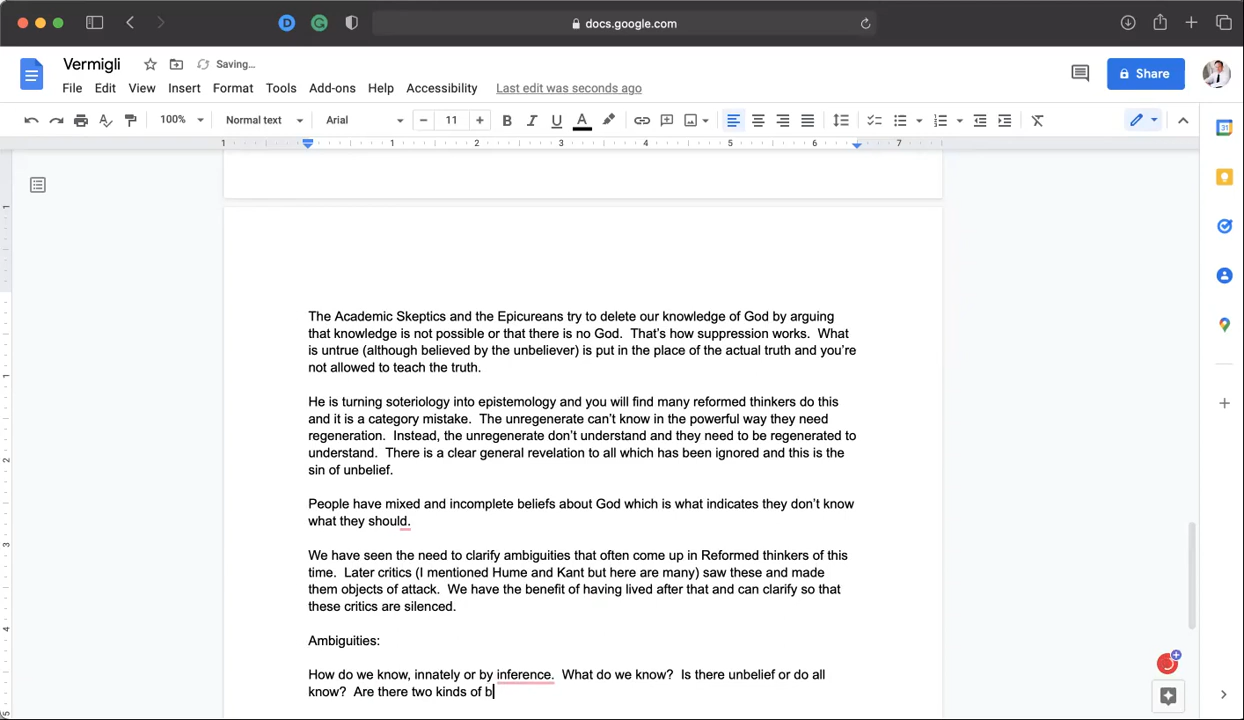 docs.google.com
Vermigli
Saving…
File Edit View Insert Format Tools Add-ons Help Accessibility Last edit was seconds ago
Share
100% Normal text Arial 11 B I U A
1 1 2 3 4 5 6 7
31
The Academic Skeptics and the Epicureans try to delete our knowledge of God by arguing
that knowledge is not possible or that there is no God.  That’s how suppression works.  What
is untrue (although believed by the unbeliever) is put in the place of the actual truth and you’re
not allowed to teach the truth.
He is turning soteriology into epistemology and you will find many reformed thinkers do this
and it is a category mistake.  The unregenerate can’t know in the powerful way they need
regeneration.  Instead, the unregenerate don’t understand and they need to be regenerated to
understand.  There is a clear general revelation to all which has been ignored and this is the
sin of unbelief.
People have mixed and incomplete beliefs about God which is what indicates they don’t know
what they should.
We have seen the need to clarify ambiguities that often come up in Reformed thinkers of this
time.  Later critics (I mentioned Hume and Kant but here are many) saw these and made
them objects of attack.  We have the benefit of having lived after that and can clarify so that
these critics are silenced.
Ambiguities:
How do we know, innately or by inference.  What do we know?  Is there unbelief or do all
know?  Are there two kinds of b